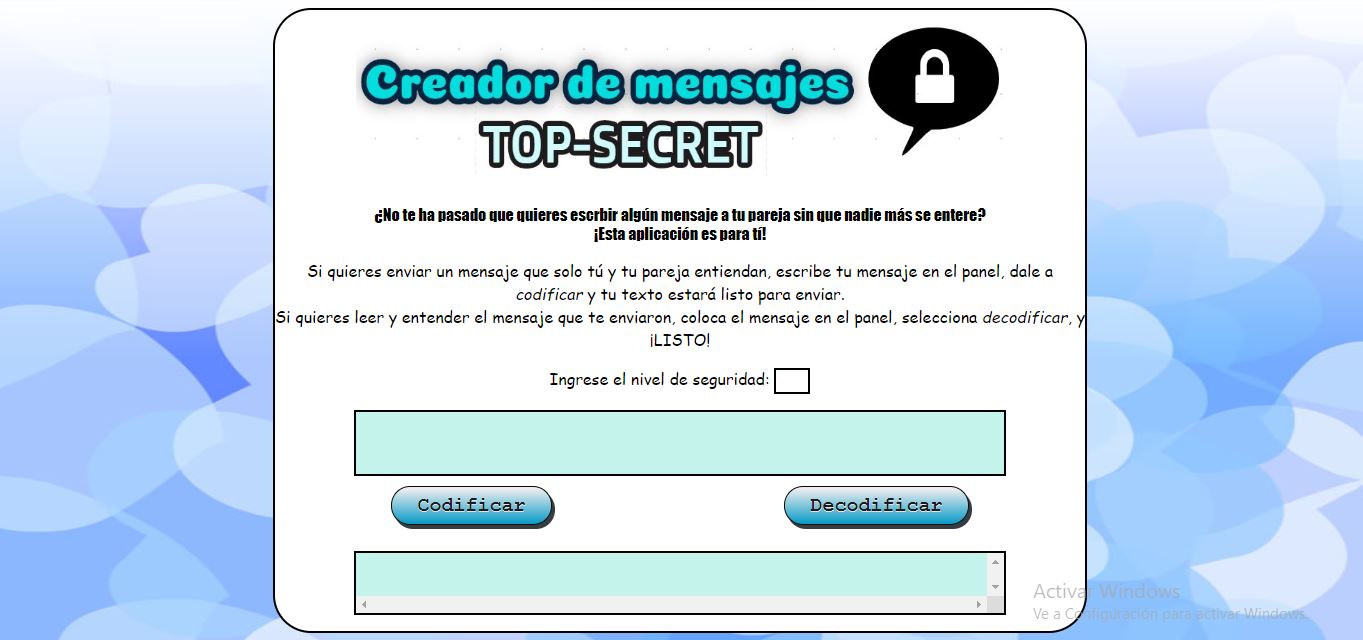 Creador de mensajes
TOP-SECRET
¿No te ha pasado que quieres escrbir algún mensaje a tu pareja sin que nadie más se entere?
¡Esta aplicación es para tí!
Si quieres enviar un mensaje que solo tú y tu pareja entiendan, escribe tu mensaje en el panel, dale a
codificar y tu texto estará listo para enviar.
Si quieres leer y entender el mensaje que te enviaron, coloca el mensaje en el panel, selecciona decodificar, y
¡LISTO!
Ingrese el nivel de seguridad:
Codificar
Decodificar
Activar Windows
Ve a Configuración para activar Windows.